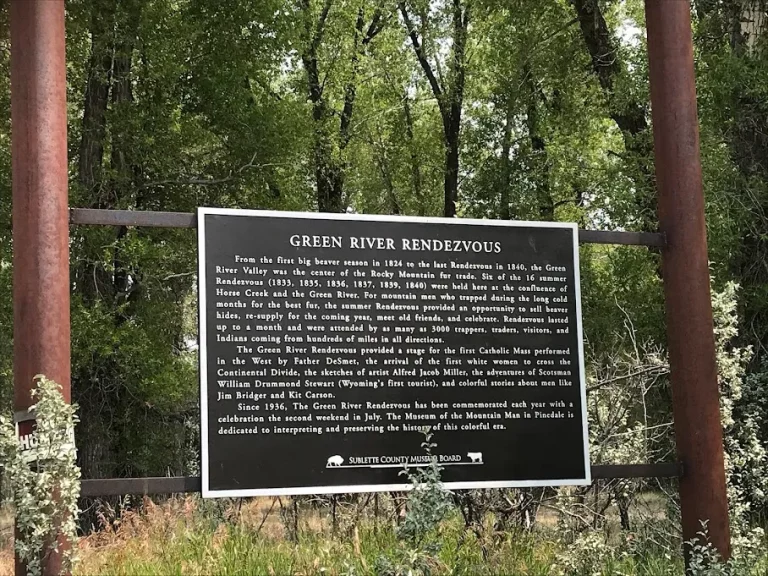 GREEN RIVER RENDEZVOUS
From the first big beaver season in 1824 to the last Rendezvous in 1840, the Green
River Valley was the center of the Rocky Mountain fur trade. Six of the 16 summer
Rendezvous (1833, 1835, 1836, 1837, 1839, 1840) were held here at the confluence of
Horse Creek and the Green River. For mountain men who trapped during the long cold
months for the best fur, the summer Rendezvous provided an opportunity to sell beaver
hides, re-supply for the coming year, meet old friends, and celebrate. Rendezvous lasted
up to a month and were attended by as many as 3000 trappers, traders, visitors, and
Indians coming from hundreds of miles in all directions.
The Green River Rendezvous provided a stage for the first Catholic Mass performed
in the West by Father DeSmet, the arrival of the first white women to cross the
Continental Divide, the sketches of artist Alfred Jacob Miller, the adventures of Scotsman
William Drummond Stewart (Wyoming's first tourist), and colorful stories about men like
Jim Bridger and Kit Carson.
Since 1936, The Green River Rendezvous has been commemorated each year with a
celebration the second weekend in July. The Museum of the Mountain Man in Pinedale is
dedicated to interpreting and preserving the history of this colorful era.
SUBLETTE COUNTY MUSEUM BOARD